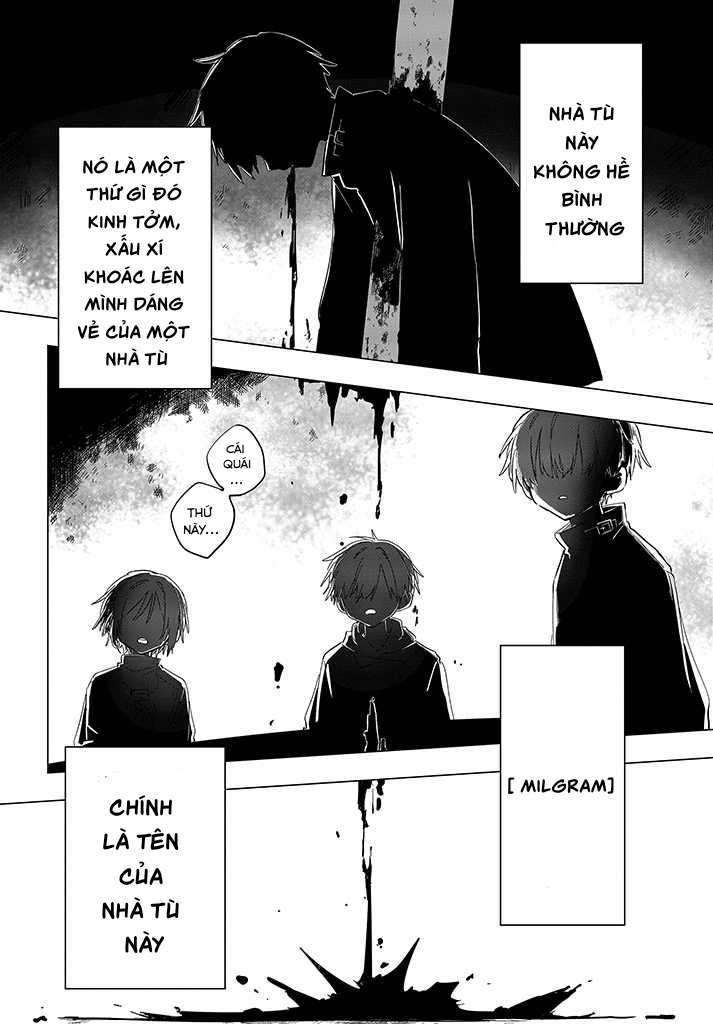 NHÀ TÙ
NÀY
KHÔNG HỀ
BÌNH
THƯỜNG
NÓ LÀ MỘT
THỨ GÌ ĐÓ
KINH TỞM,
XẤU XÍ
KHOÁC LÊN
MÌNH DÁNG
VẺ CỦA MỘT
NHÀ TÙ
CÁI
QUÁI
...
THỨ
NÀY...
[ MILGRAM]
CHÍNH
LÀ TÊN
CỦA
NHÀ TÙ
NÀY